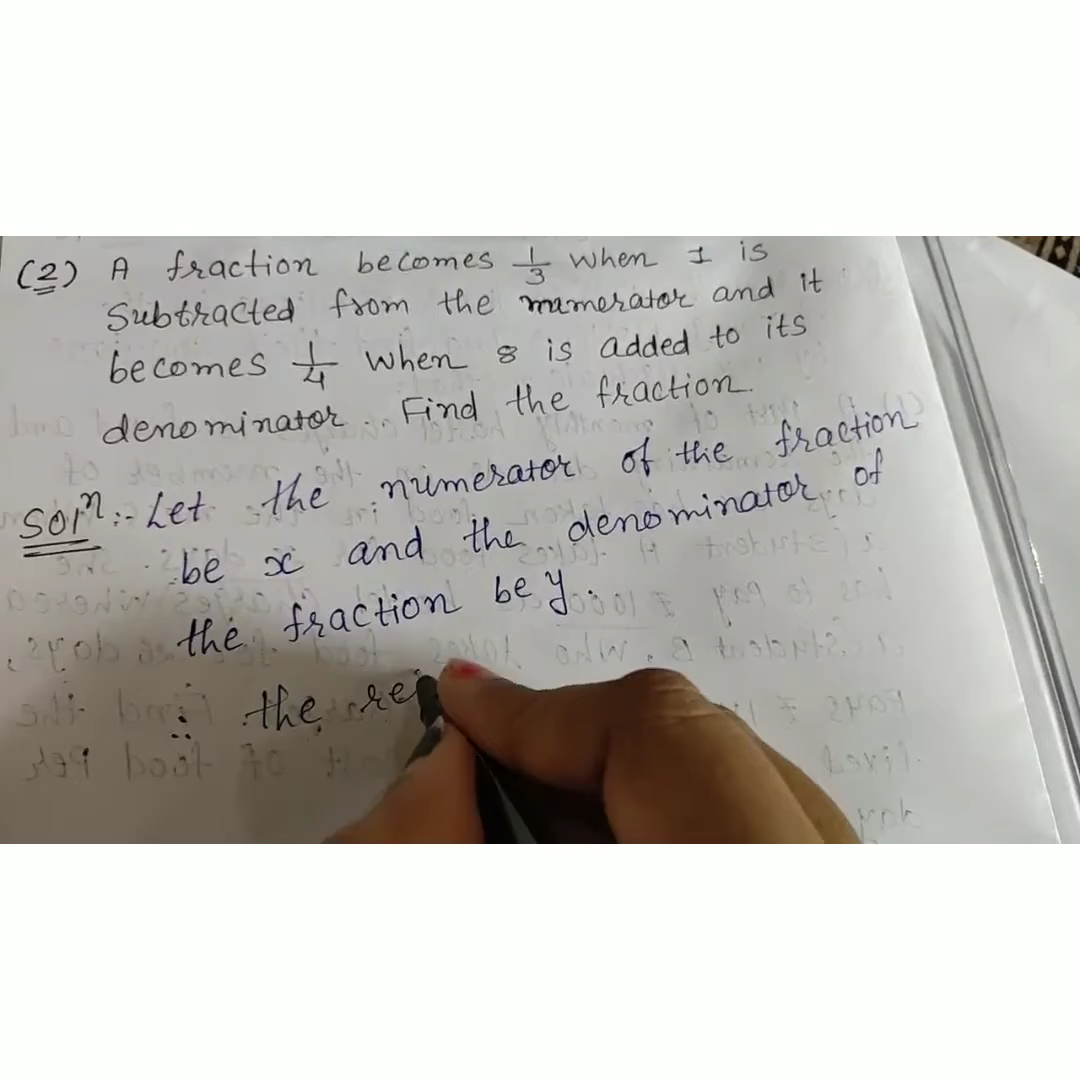 (2) A fraction becomes 1/3 when 1 is
subtracted from the numerator and it
becomes 1/4 when 8 is added to its
denominator. Find the fraction.
Solⁿ:- Let the numerator of the fraction
be x and the denominator of
the fraction be y.
∴ the